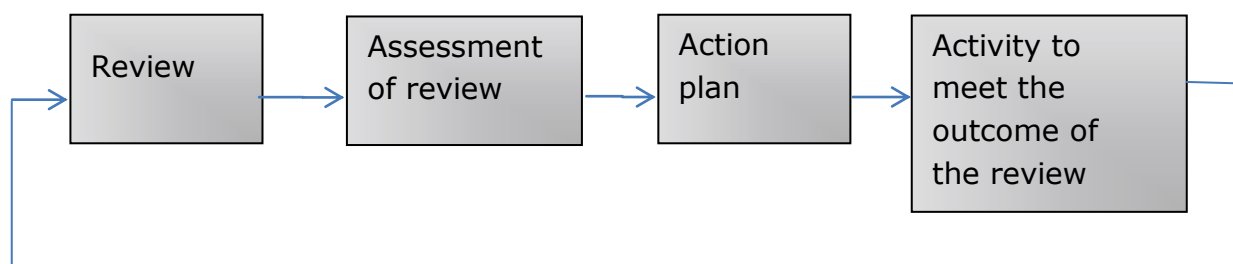 Review
Assessment
of review
Action
plan
Activity to
meet the
outcome of
the review